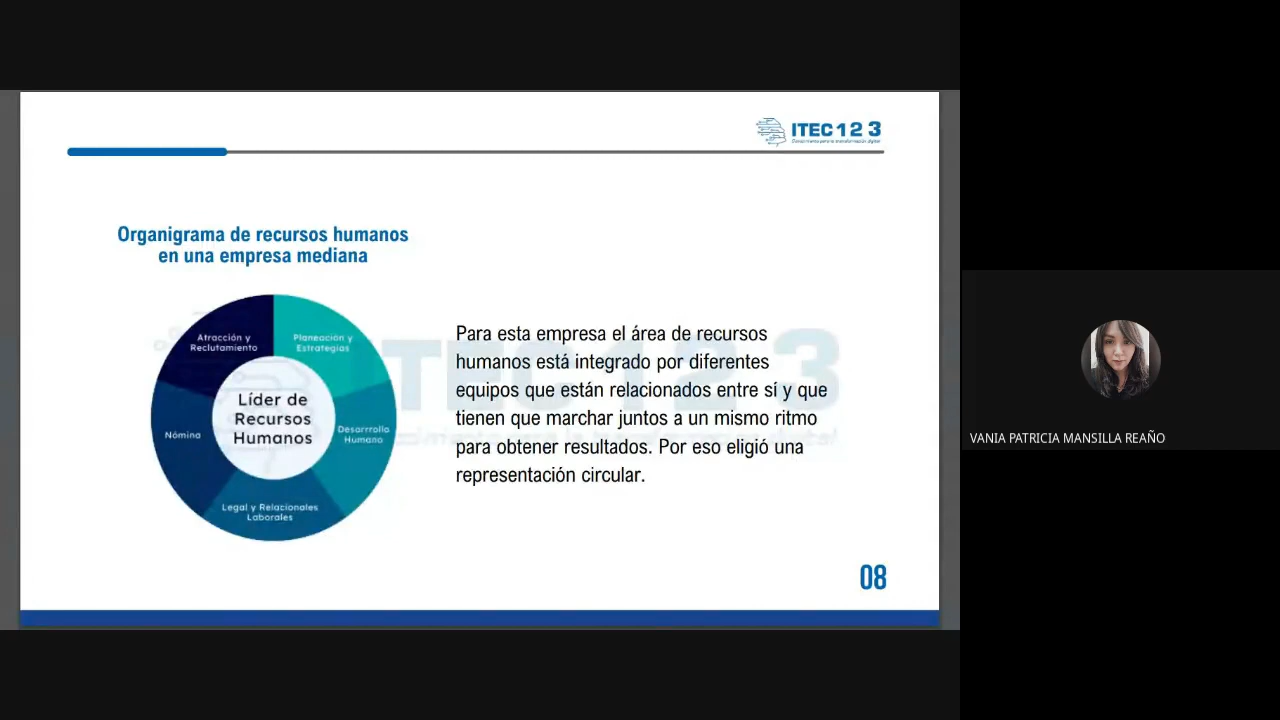 ITEC 1 2 3
Organigrama de recursos humanos
en una empresa mediana
Atracción y
Reclutamiento
Planeación y
Estrategias
Líder de
Recursos
Humanos
Nómina
Desarrrollo
Humano
Legal y Relacionales
Laborales
Para esta empresa el área de recursos
humanos está integrado por diferentes
equipos que están relacionados entre sí y que
tienen que marchar juntos a un mismo ritmo
para obtener resultados. Por eso eligió una
representación circular.
08
VANIA PATRICIA MANSILLA REAÑO